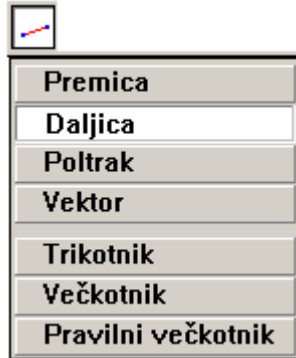 Premica
Daljica
Poltrak
Vektor
Trikotnik
Večkotnik
Pravilni večkotnik